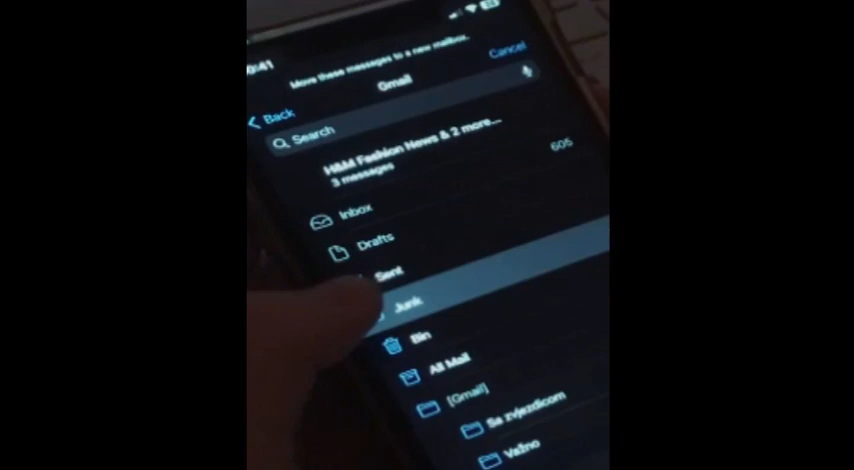 0:41
Move these messages to a new mailbox.
Cancel
Gmail
Back
Search
H&M Fashion News & 2 more...
3 messages
605
Inbox
Drafts
Sent
Junk
Bin
All Mail
[Gmail]
Sa zvjezdicom
Važno